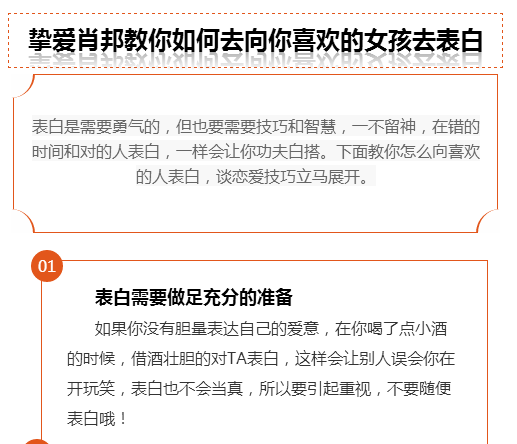 挚爱肖邦教你如何去向你喜欢的女孩去表白
表白是需要勇气的，但也要需要技巧和智慧，一不留神，在错的
时间和对的人表白，一样会让你功夫白搭。下面教你怎么向喜欢
的人表白，谈恋爱技巧立马展开。
01
表白需要做足充分的准备
如果你没有胆量表达自己的爱意，在你喝了点小酒
的时候，借酒壮胆的对TA表白，这样会让别人误会你在
开玩笑，表白也不会当真，所以要引起重视，不要随便
表白哦！